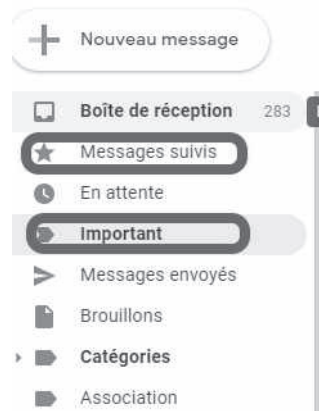 Nouveau message
Boîte de réception 283
Messages suivis
En attente
Important
Messages envoyés
Brouillons
Catégories
Association